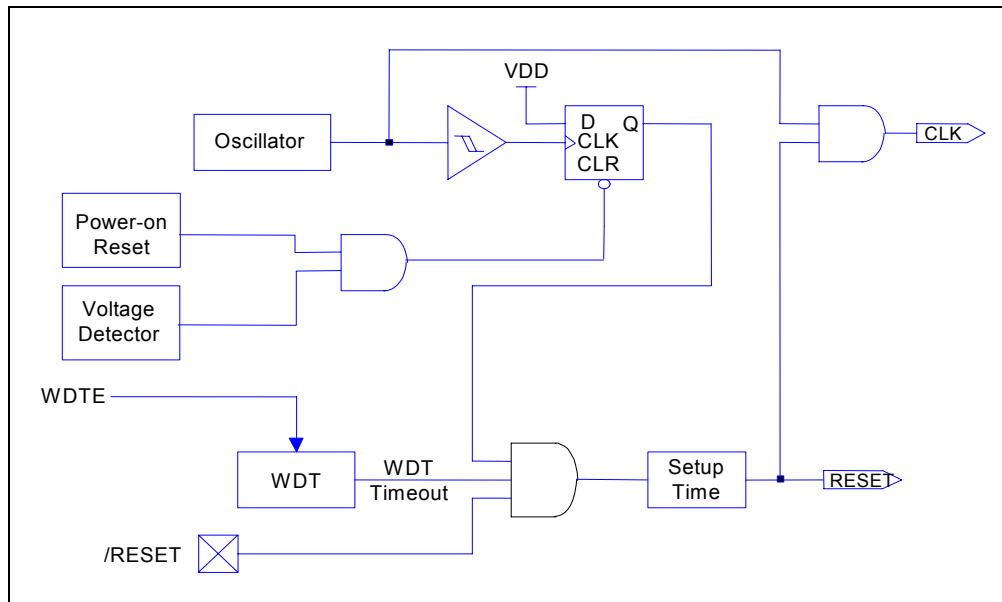 VDD
D Q
CLK
CLR
Oscillator
CLK
Power-on
Reset
Voltage
Detector
WDTE
WDT
WDT
Timeout
Setup
Time
RESET
/RESET